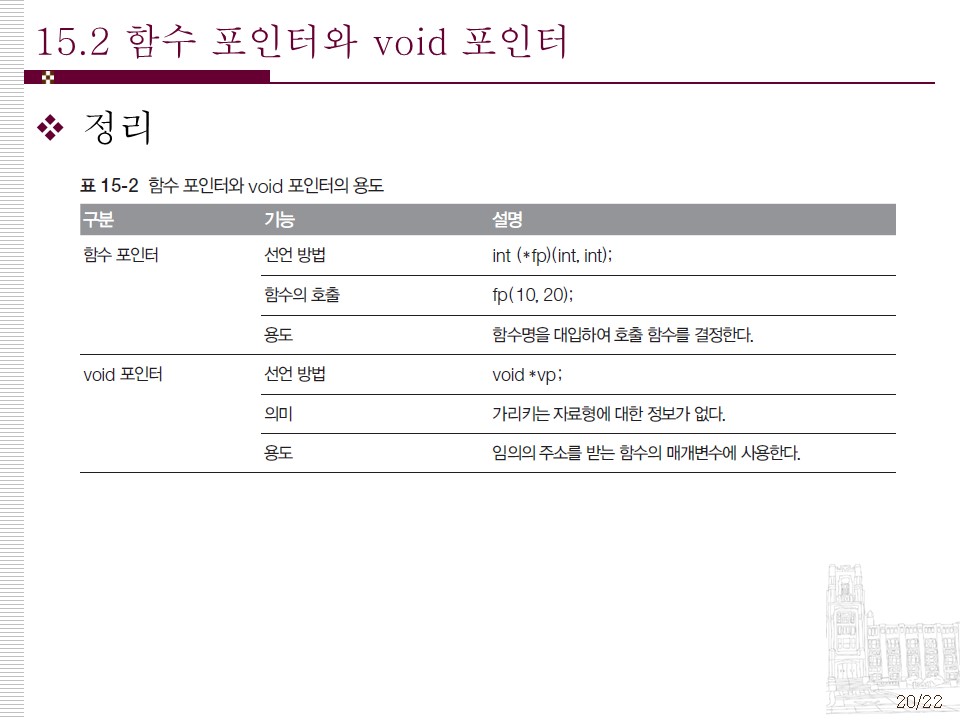 15.2 함수 포인터와 void 포인터
정리
표 15-2 함수 포인터와 void 포인터의 용도
구분 기능 설명
함수 포인터 선언 방법 int (*fp)(int, int);
함수의 호출 fp(10, 20);
용도 함수명을 대입하여 호출 함수를 결정한다.
void 포인터 선언 방법 void *vp;
의미 가리키는 자료형에 대한 정보가 없다.
용도 임의의 주소를 받는 함수의 매개변수에 사용한다.
20/22